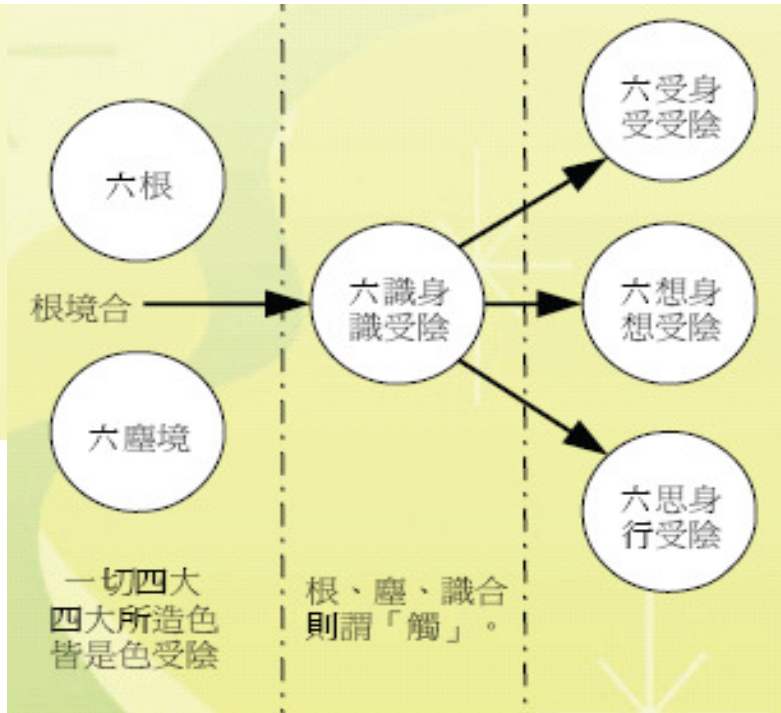 六根
根境合
六塵境
一切四大
四大所造色
皆是色受陰
六識身
識受陰
根、塵、識合
則謂「觸」。
六受身
受受陰
六想身
想受陰
六思身
行受陰